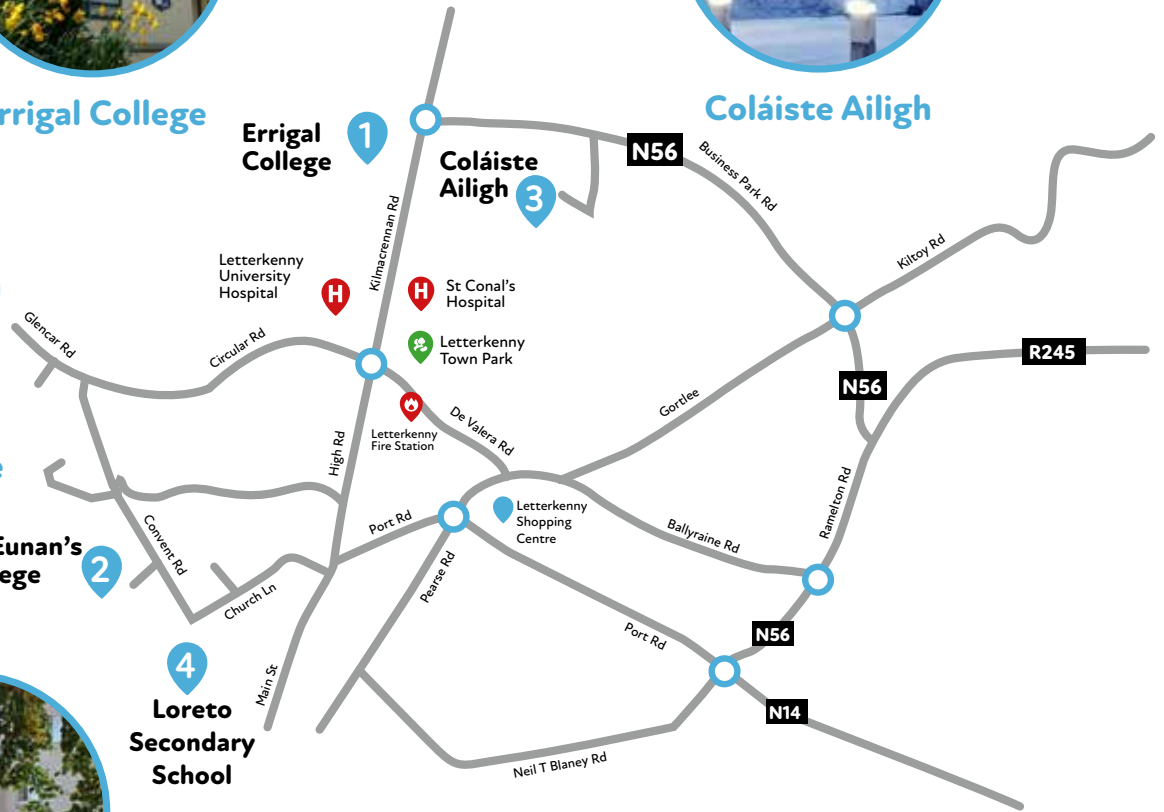 Coláiste Ailigh
rrigal College
Errigal
College
1
Coláiste
Ailigh
3
N56
Business Park Rd
Kilmacrennan Rd
Kiltoy Rd
Letterkenny
University
Hospital
H
H
St Conal's
Hospital
Glencar Rd
Circular Rd
Letterkenny
Town Park
R245
N56
Gortlee
Letterkenny
Fire Station
De Valera Rd
High Rd
Ramelton Rd
Letterkenny
Shopping
Centre
Port Rd
Ballyraine Rd
Convent Rd
Eunan's
ege
2
Pearse Rd
Church Ln
Port Rd
N56
4
Loreto
Secondary
School
Main St
N14
Neil T Blaney Rd